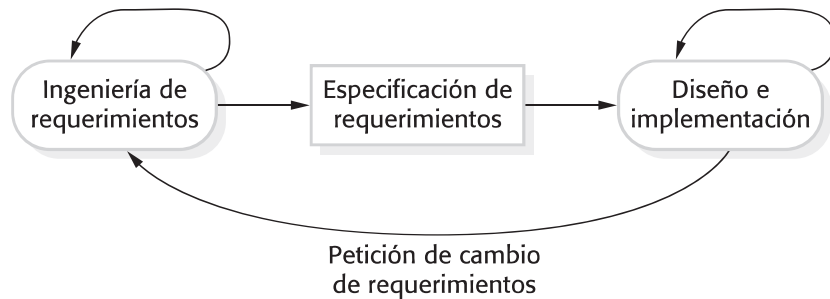 Ingeniería de
requerimientos
Especificación de
requerimientos
Diseño e
implementación
Petición de cambio
de requerimientos